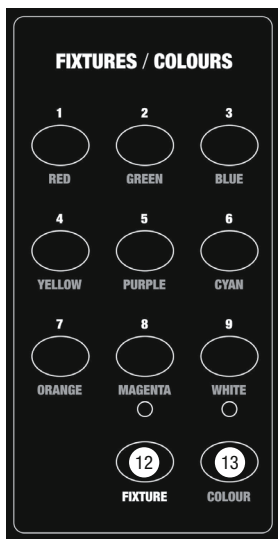 FIXTURES / COLOURS
1 2 3
RED GREEN BLUE
4 5 6
YELLOW PURPLE CYAN
7 8 9
ORANGE MAGENTA WHITE
12 13
FIXTURE COLOUR